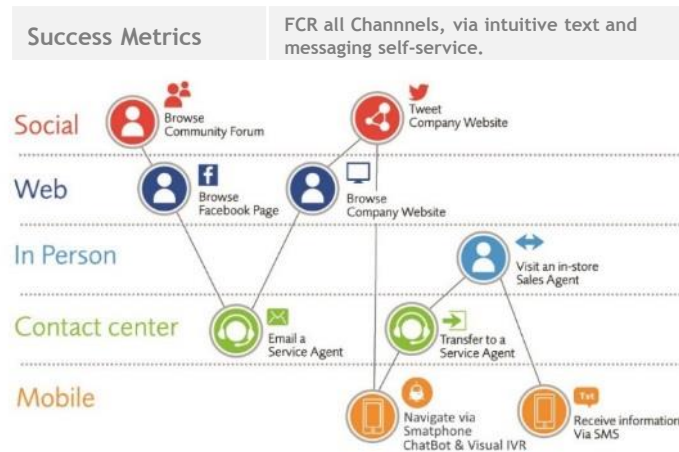 Success Metrics
FCR all Channnels, via intuitive text and
messaging self-service.
Social
Browse
Community Forum
Tweet
Company Website
Web
f
Browse
Facebook Page
Browse
Company Website
In Person
Visit an in-store
Sales Agent
Contact center
Email a
Service Agent
Transfer to a
Service Agent
Mobile
Navigate via
Smatphone
ChatBot & Visual IVR
Txt
Receive information
Via SMS